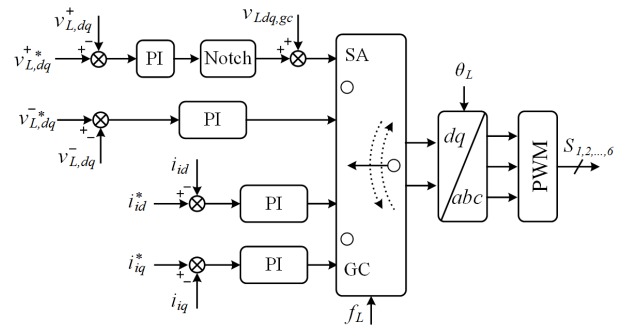 v⁺L,dq
v⁺*L,dq
+
−
PI
Notch
vLdq,gc
+
+
SA
v⁻*L,dq
+
−
v⁻L,dq
PI
iid
i*id
+
−
PI
i*iq
+
−
iiq
PI
GC
fL
θL
dq
abc
PWM
S1,2,...,6